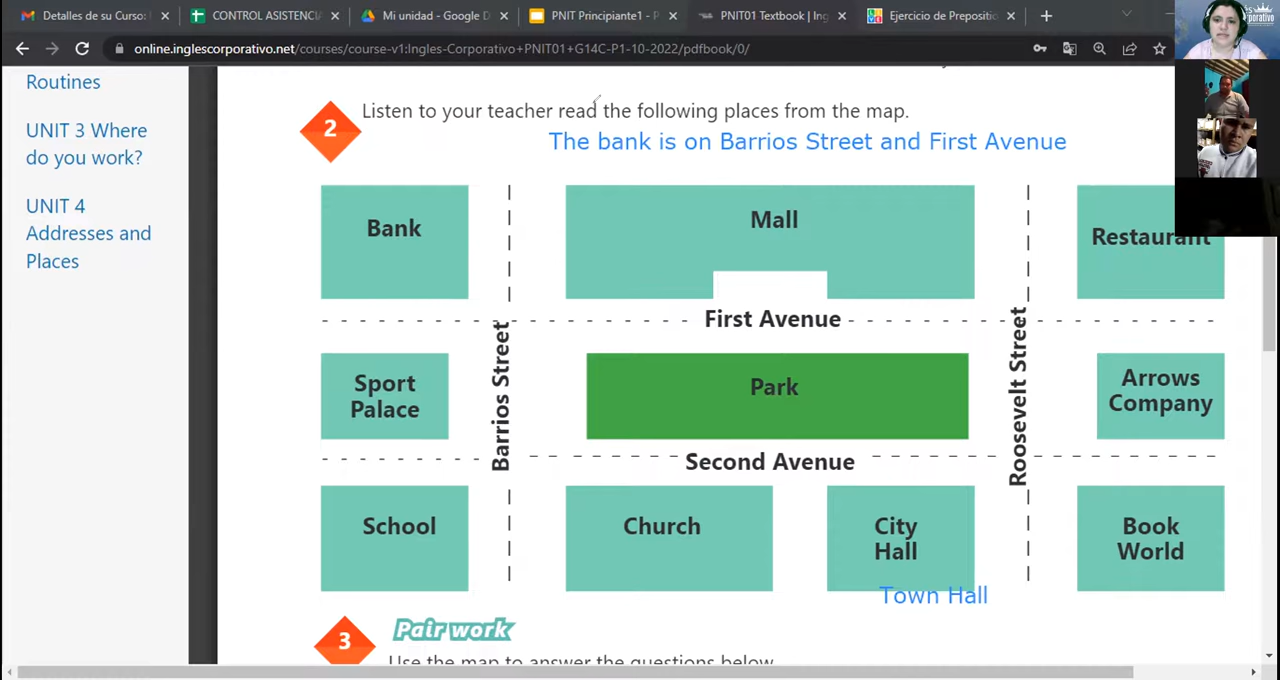 Detalles de su Curso:
CONTROL ASISTENCI
Mi unidad - Google D
PNIT Principiante1 - P
PNIT01 Textbook | Ing
Ejercicio de Prepositio
online.inglescorporativo.net/courses/course-v1:Ingles-Corporativo+PNIT01+G14C-P1-10-2022/pdfbook/0/
Routines
UNIT 3 Where
do you work?
UNIT 4
Addresses and
Places
2
Listen to your teacher read the following places from the map.
The bank is on Barrios Street and First Avenue
Bank
Mall
Restaurant
First Avenue
Barrios Street
Roosevelt Street
Sport
Palace
Park
Arrows
Company
Second Avenue
School
Church
City
Hall
Book
World
Town Hall
3
Pair work
Use the map to answer the questions below